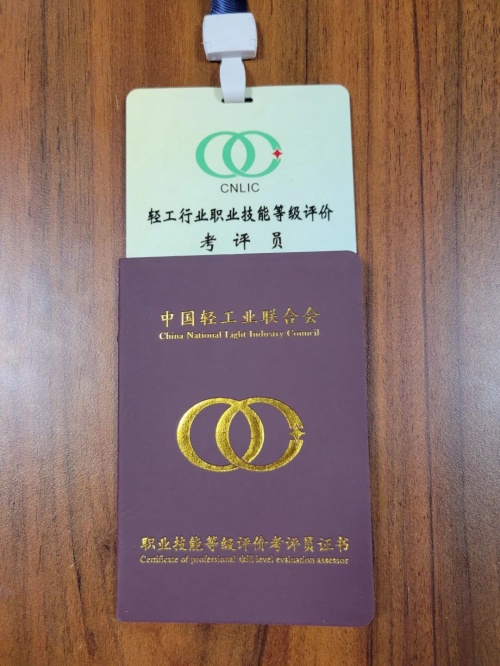 CNLIC
轻工行业职业技能等级评价
考评员
中国轻工业联合会
China National Light Industry Council
职业技能等级评价考评员证书
Certificate of professional skill level evaluation assessor